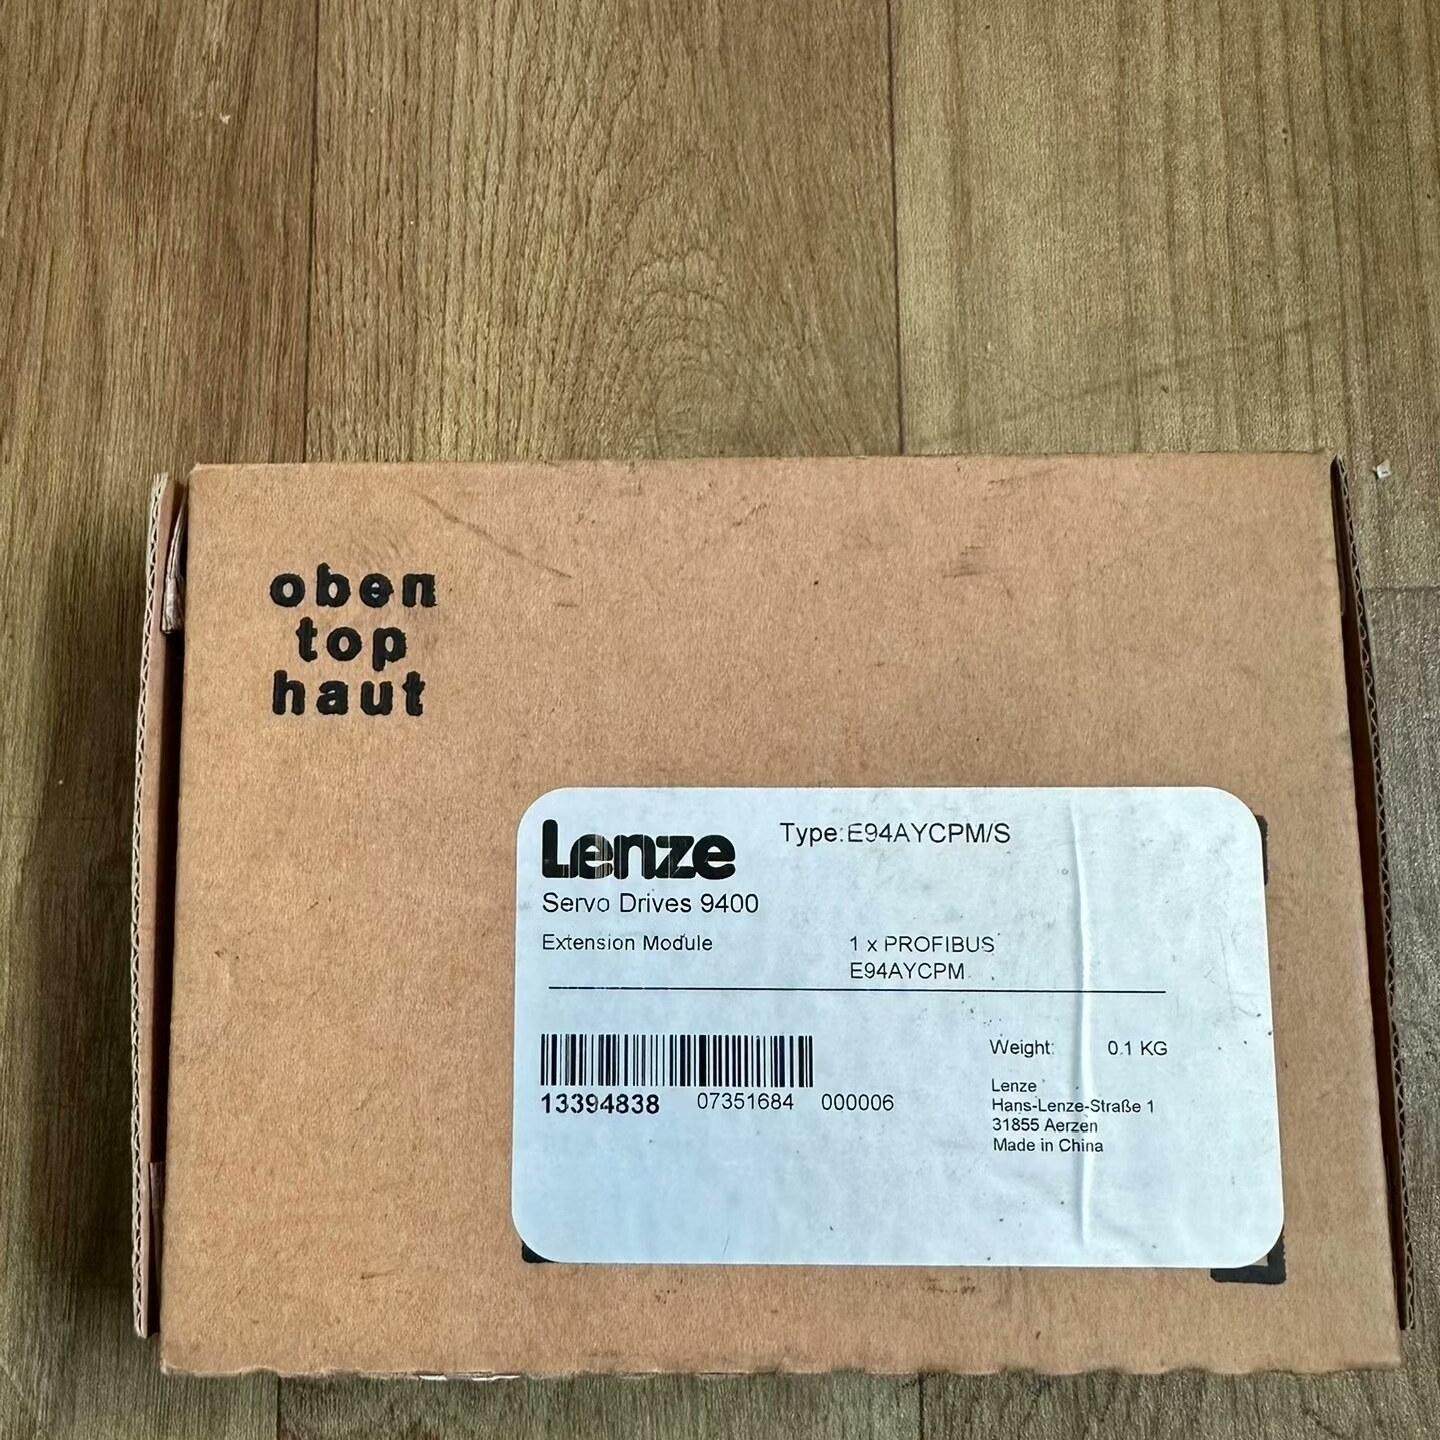 oben
top
haut
Lenze
Type:E94AYCPM/S
Servo Drives 9400
Extension Module 1 x PROFIBUS
E94AYCPM
Weight: 0.1 KG
13394838 07351684 000006
Lenze
Hans-Lenze-Straße 1
31855 Aerzen
Made in China